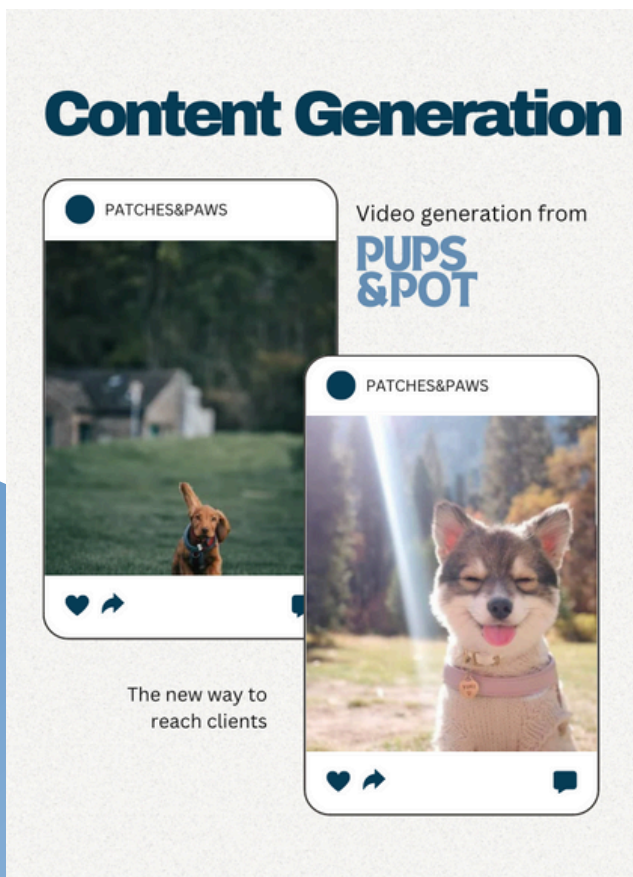 Content Generation
PATCHES&PAWS
Video generation from
PUPS
&POT
PATCHES&PAWS
The new way to
reach clients